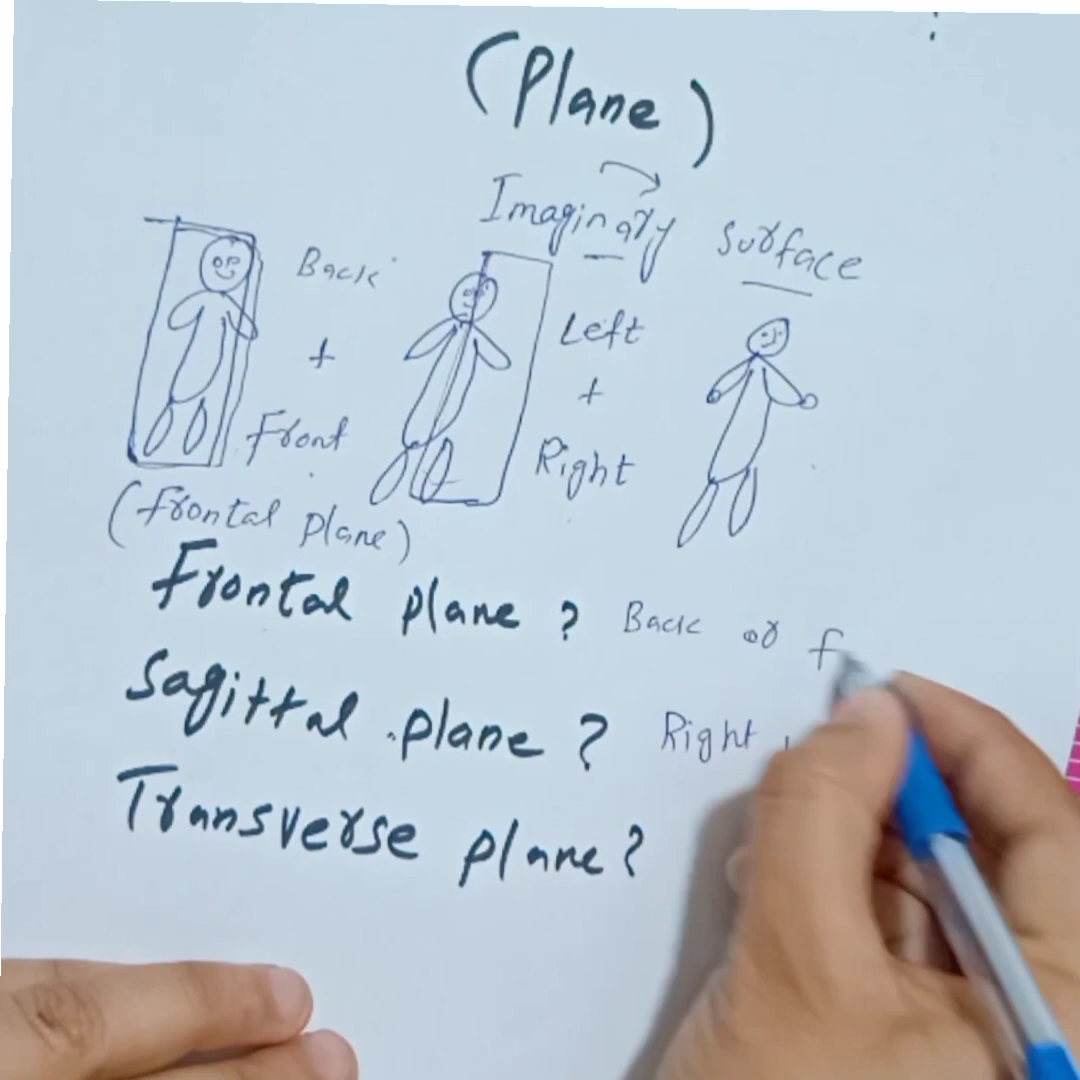 (Plane)
Imaginary surface
Back
+
Front
(Frontal plane)
Left
+
Right
Frontal plane ? Back or f
Sagittal plane ? Right
Transverse plane ?